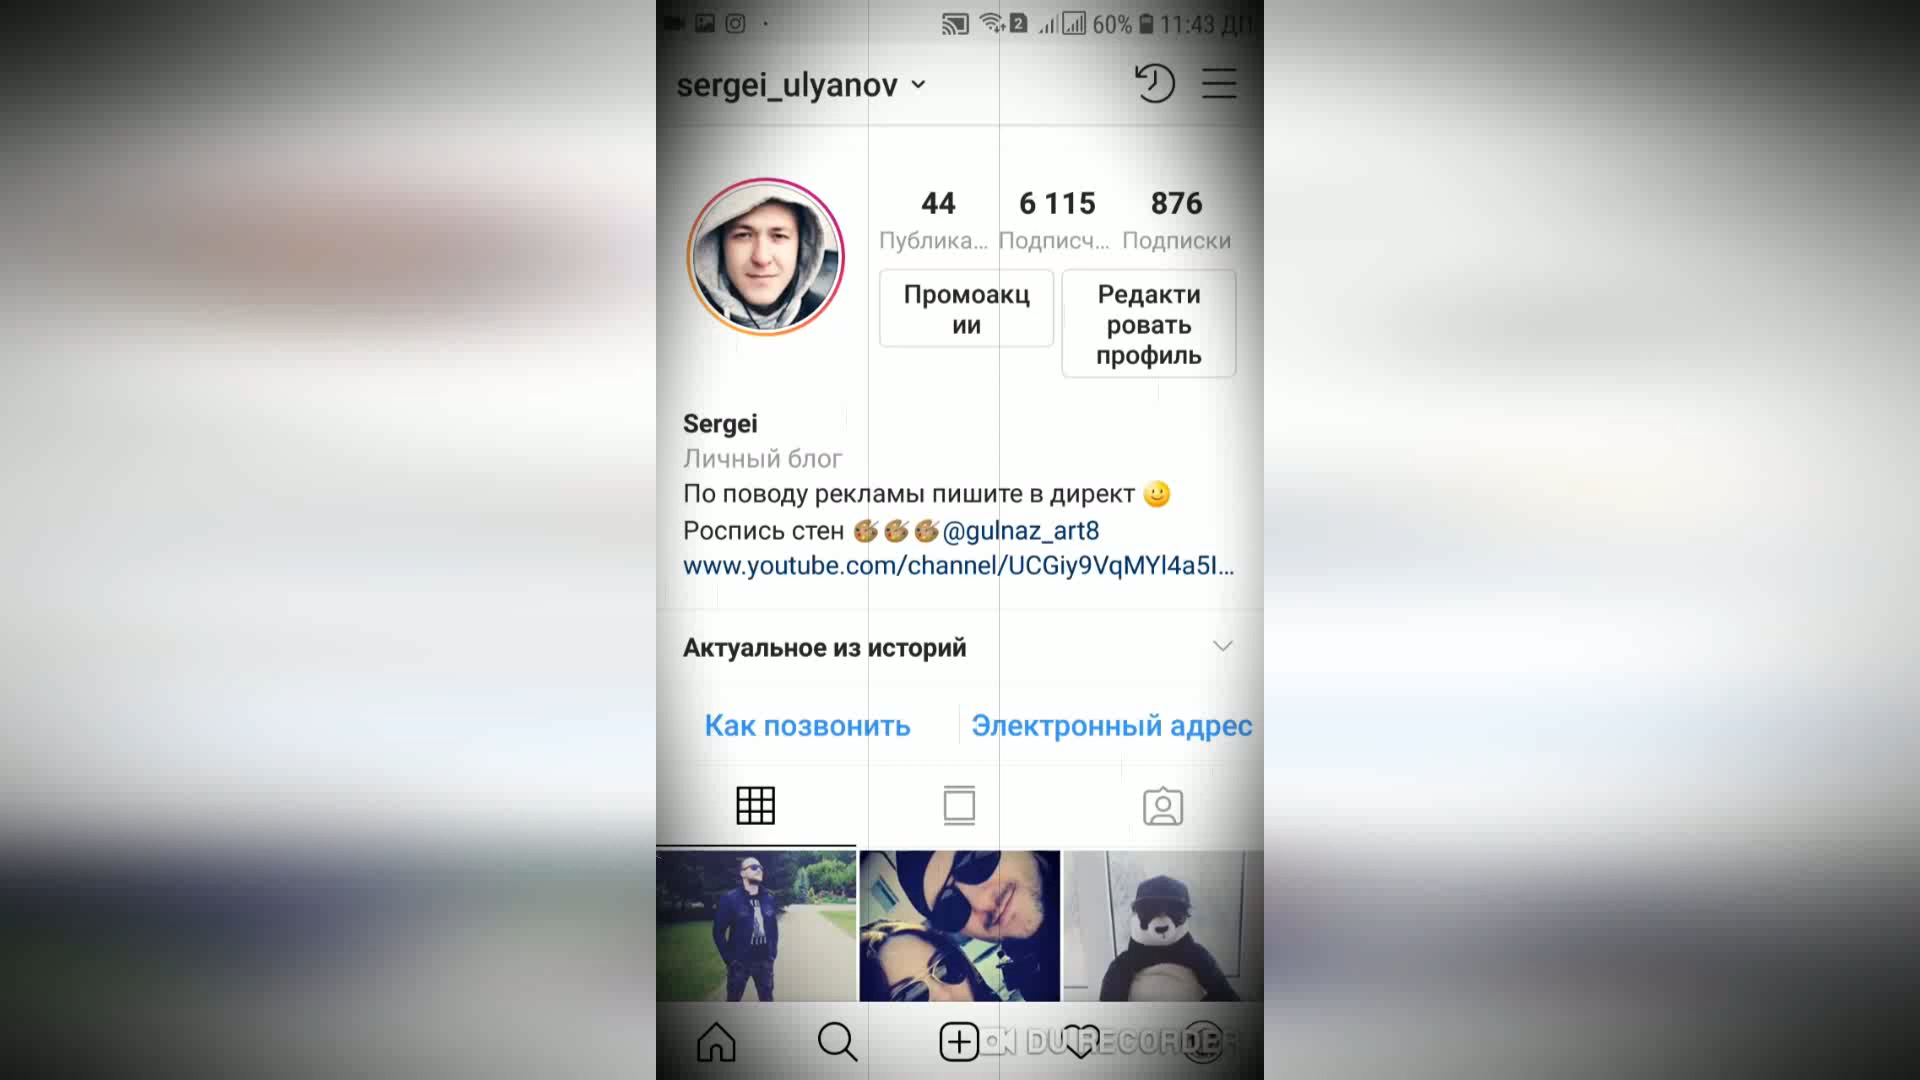 2 60% 11:43 ДП
sergei_ulyanov
44 6 115 876
Публика... Подписч... Подписки
Промоакц
ии
Редакти
ровать
профиль
Sergei
Личный блог
По поводу рекламы пишите в директ
Роспись стен @gulnaz_art8
www.youtube.com/channel/UCGiy9VqMYl4a5I...
Актуальное из историй
Как позвонить Электронный адрес
DU RECORDER